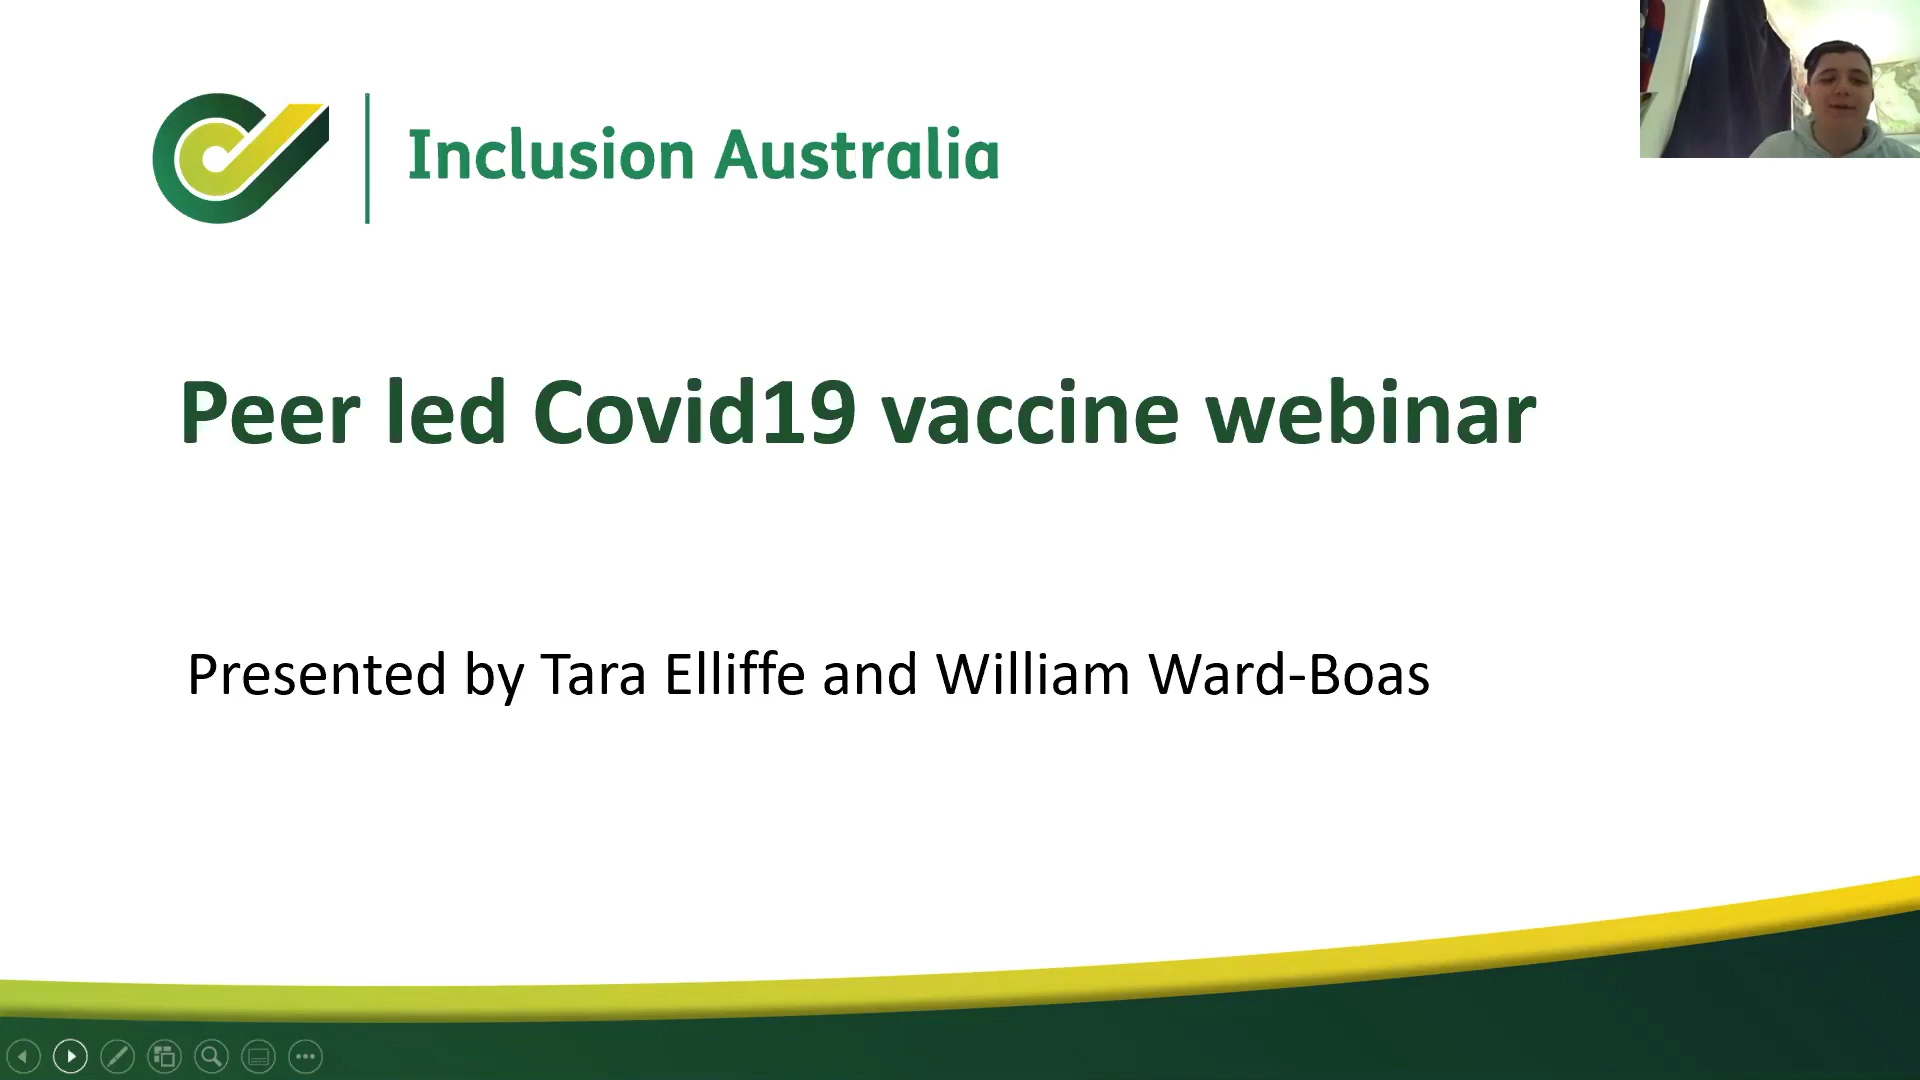 Inclusion Australia
Peer led Covid19 vaccine webinar
Presented by Tara Elliffe and William Ward-Boas